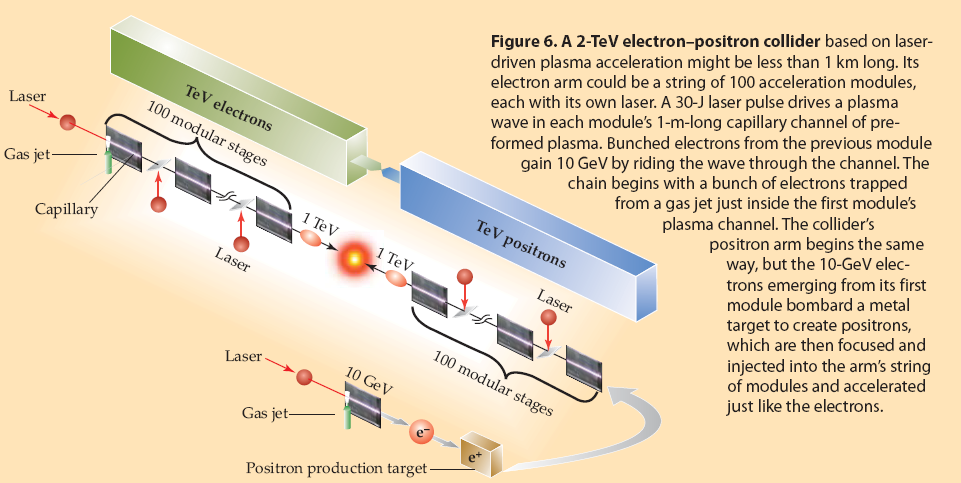 Figure 6. A 2-TeV electron–positron collider based on laser-
driven plasma acceleration might be less than 1 km long. Its
electron arm could be a string of 100 acceleration modules,
each with its own laser. A 30-J laser pulse drives a plasma
wave in each module's 1-m-long capillary channel of pre-
formed plasma. Bunched electrons from the previous module
gain 10 GeV by riding the wave through the channel. The
chain begins with a bunch of electrons trapped
from a gas jet just inside the first module's
plasma channel. The collider's
positron arm begins the same
way, but the 10-GeV elec-
trons emerging from its first
module bombard a metal
target to create positrons,
which are then focused and
injected into the arm's string
of modules and accelerated
just like the electrons.
TeV electrons
100 modular stages
Laser
Gas jet
Capillary
Laser
1 TeV
1 TeV
TeV positrons
Laser
100 modular stages
Laser
10 GeV
Gas jet
e−
e+
Positron production target